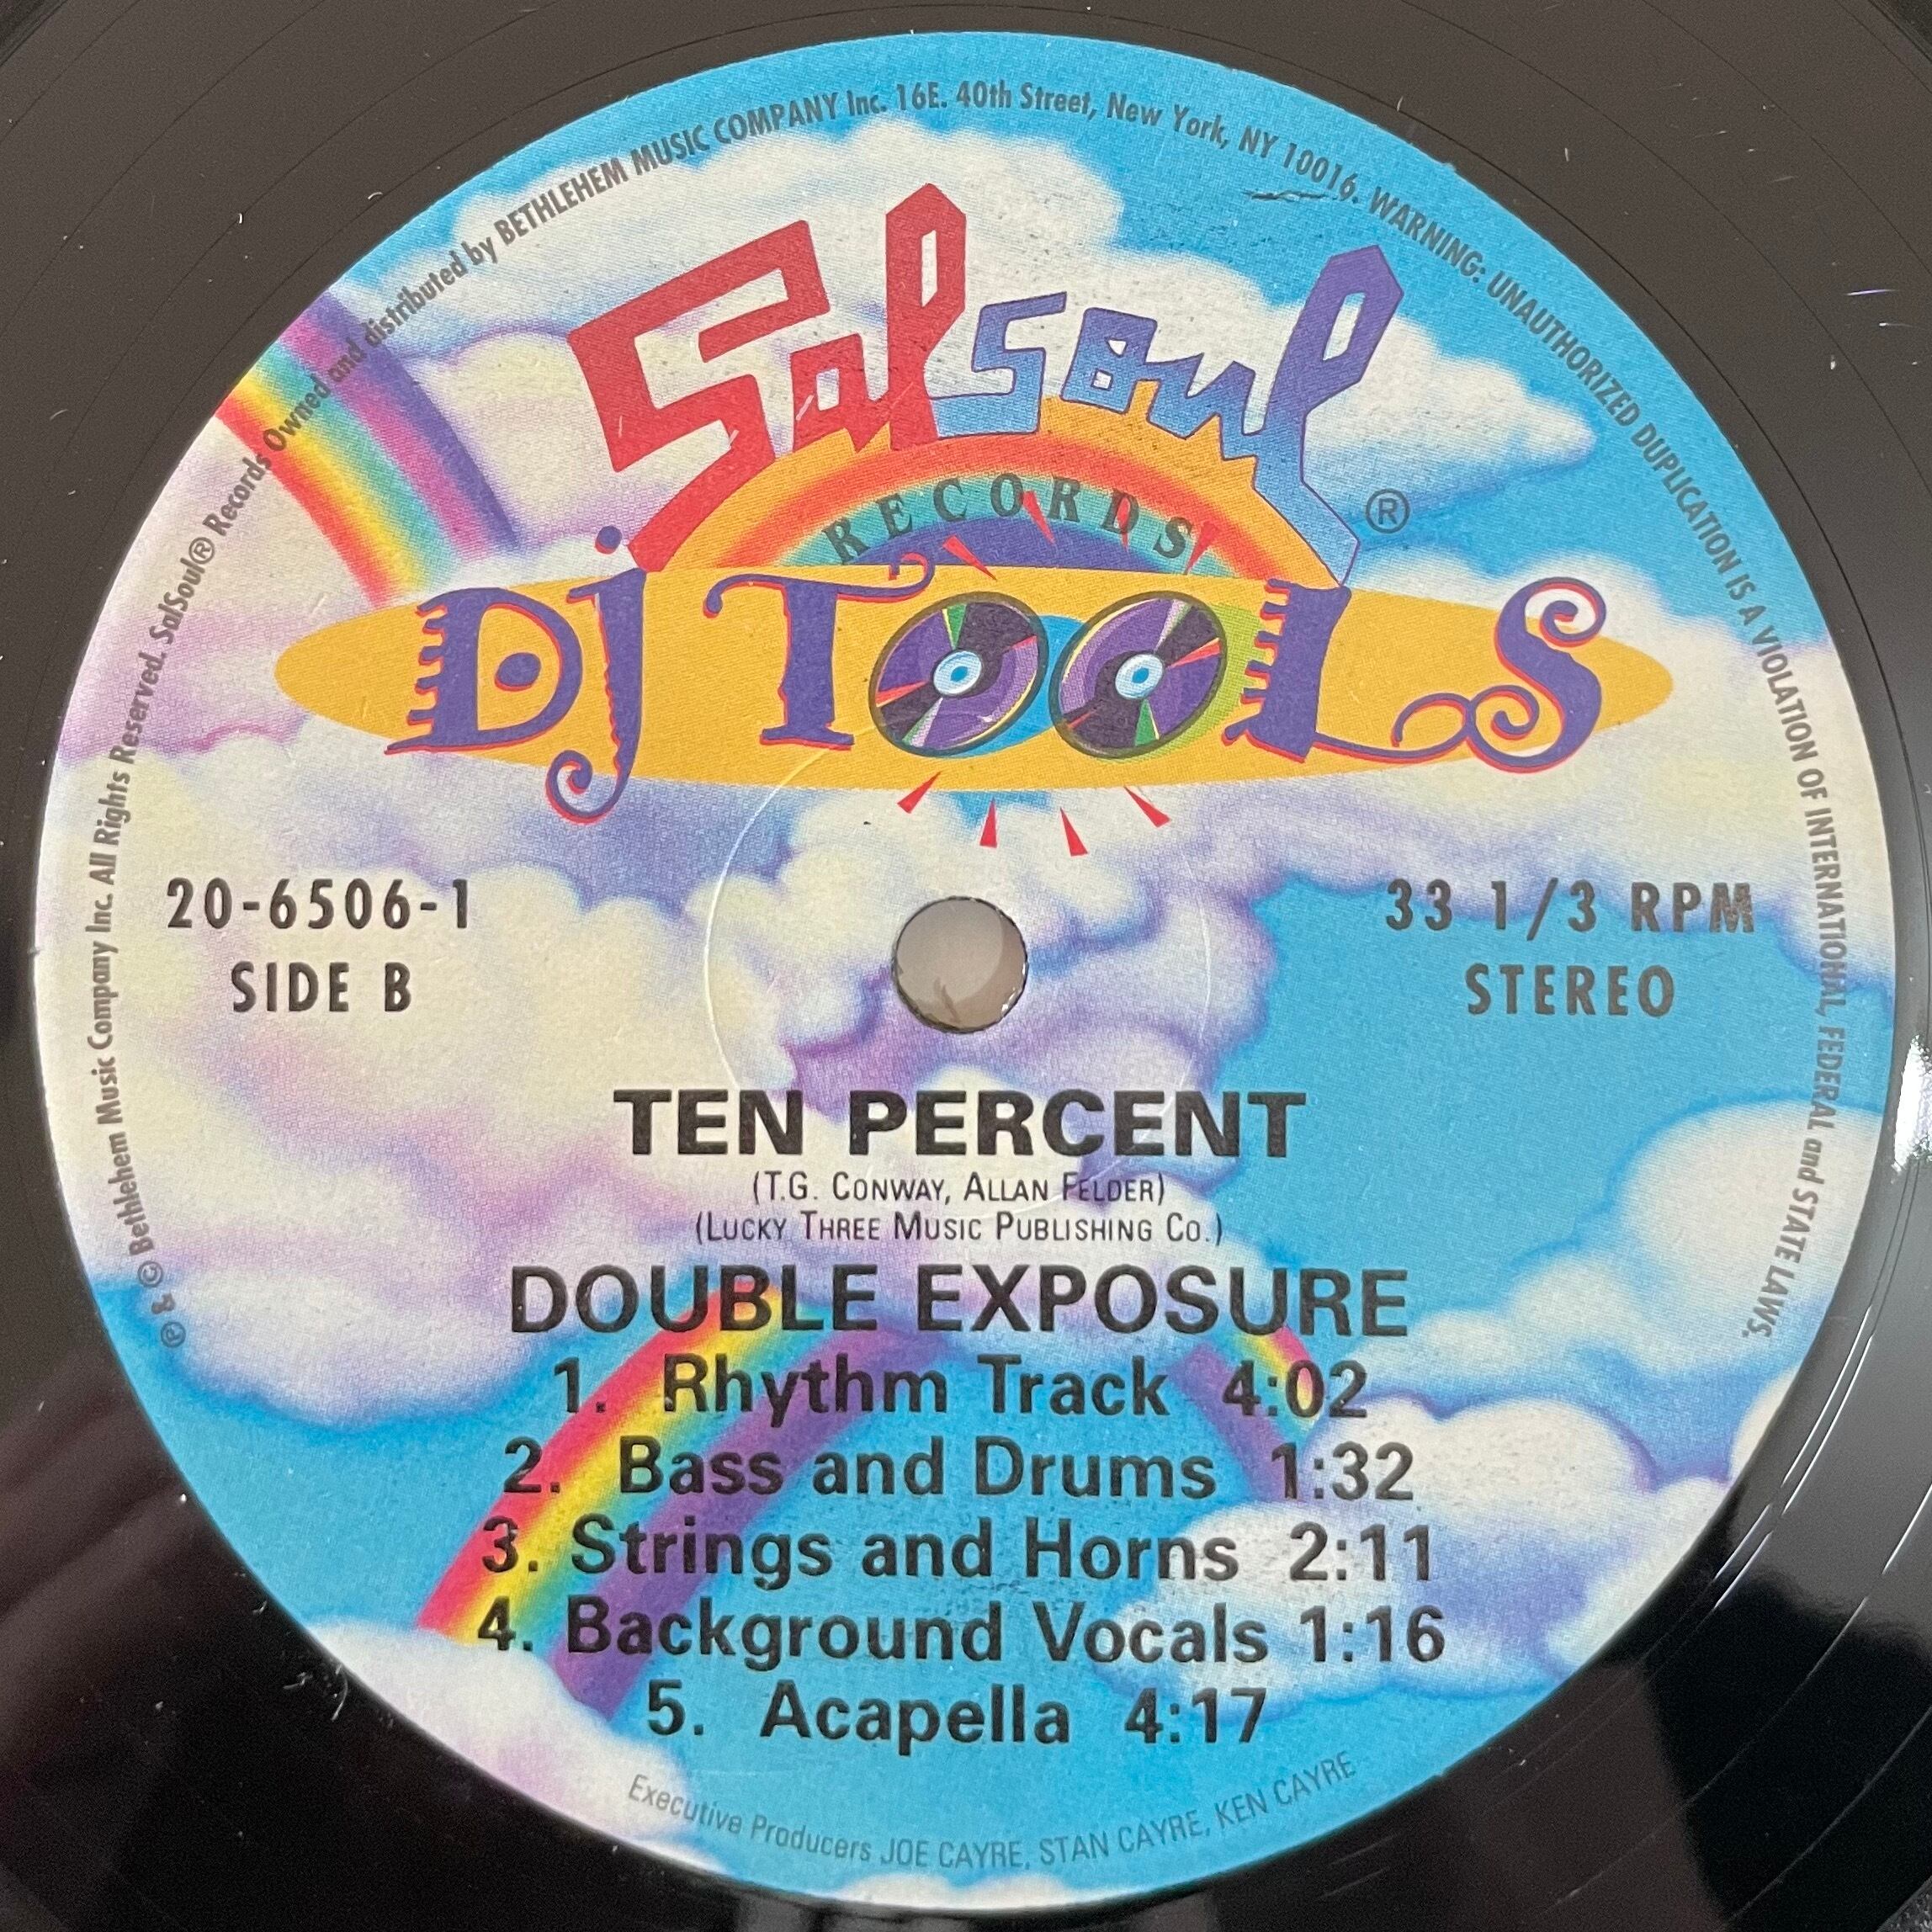 ℗ & © Bethlehem Music Company Inc. All Rights Reserved. SalSoul® Records Owned and distributed by BETHLEHEM MUSIC COMPANY Inc. 16E. 40th Street, New York, NY 10016. WARNING: UNAUTHORIZED DUPLICATION IS A VIOLATION OF INTERNATIONAL, FEDERAL and STATE LAWS.
Salsoul
RECORDS ®
DJ TOOLS
20-6506-1
SIDE B
33 1/3 RPM
STEREO
TEN PERCENT
(T.G. CONWAY, ALLAN FELDER)
(LUCKY THREE MUSIC PUBLISHING CO.)
DOUBLE EXPOSURE
1. Rhythm Track 4:02
2. Bass and Drums 1:32
3. Strings and Horns 2:11
4. Background Vocals 1:16
5. Acapella 4:17
Executive Producers JOE CAYRE, STAN CAYRE, KEN CAYRE